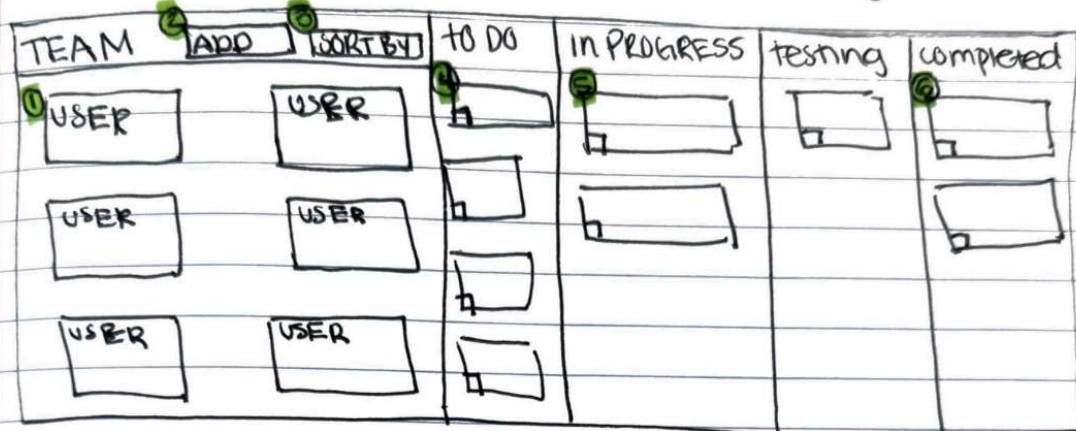 ② ③
TEAM ADD SORT BY TO DO IN PROGRESS testing completed
① ④ ⑤ ⑥
USER USER
USER USER
USER USER